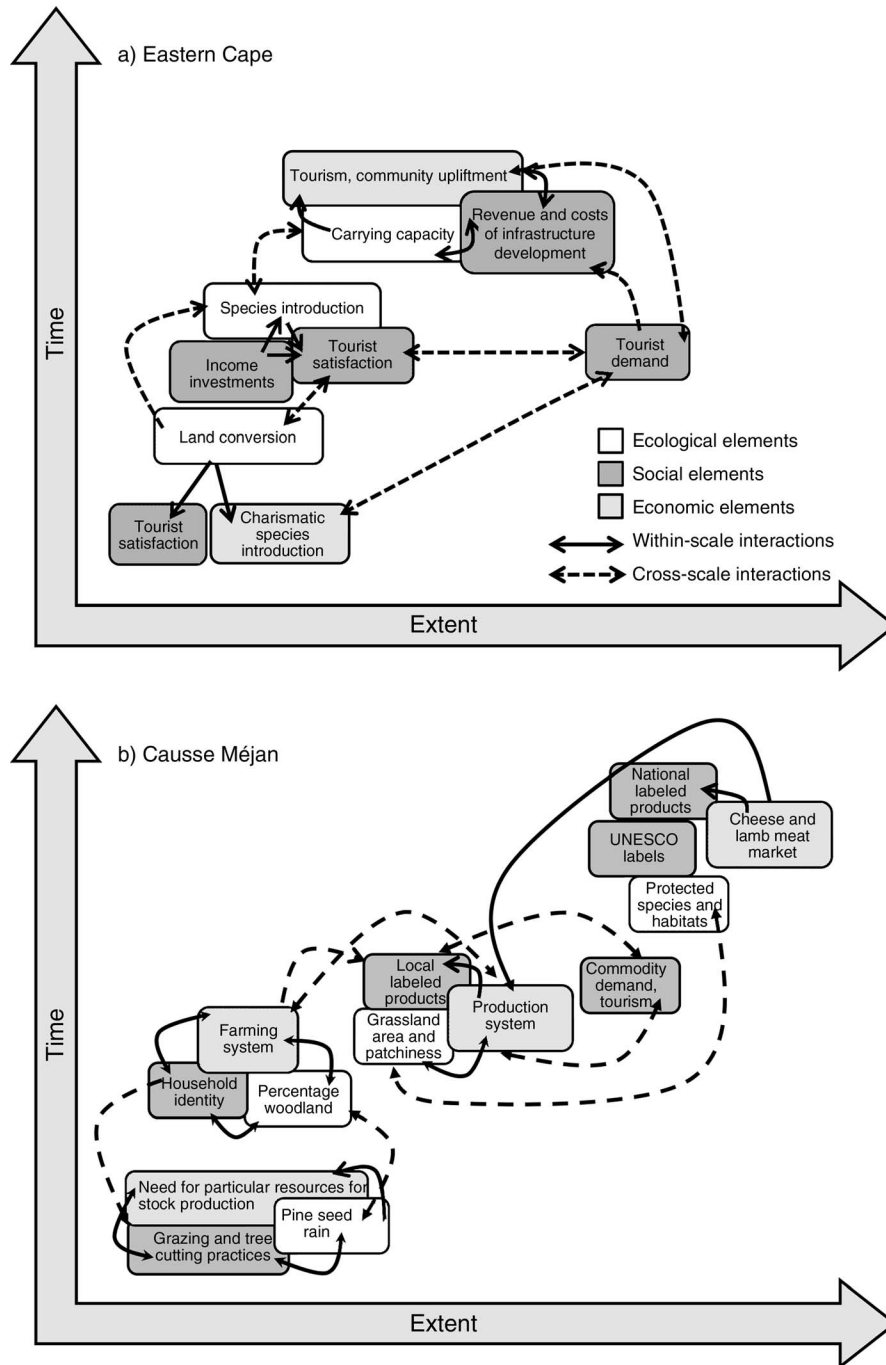 a) Eastern Cape
Tourism, community upliftment
Carrying capacity
Revenue and costs
of infrastructure
development
Species introduction
Tourist
satisfaction
Income
investments
Tourist
demand
Land conversion
Tourist
satisfaction
Charismatic
species
introduction
Ecological elements
Social elements
Economic elements
Within-scale interactions
Cross-scale interactions
Time
Extent
b) Causse Méjan
National
labeled
products
Cheese and
lamb meat
market
UNESCO
labels
Protected
species and
habitats
Local
labeled
products
Commodity
demand,
tourism
Production
system
Grassland
area and
patchiness
Farming
system
Household
identity
Percentage
woodland
Need for particular resources for
stock production
Pine seed
rain
Grazing and tree
cutting practices
Time
Extent